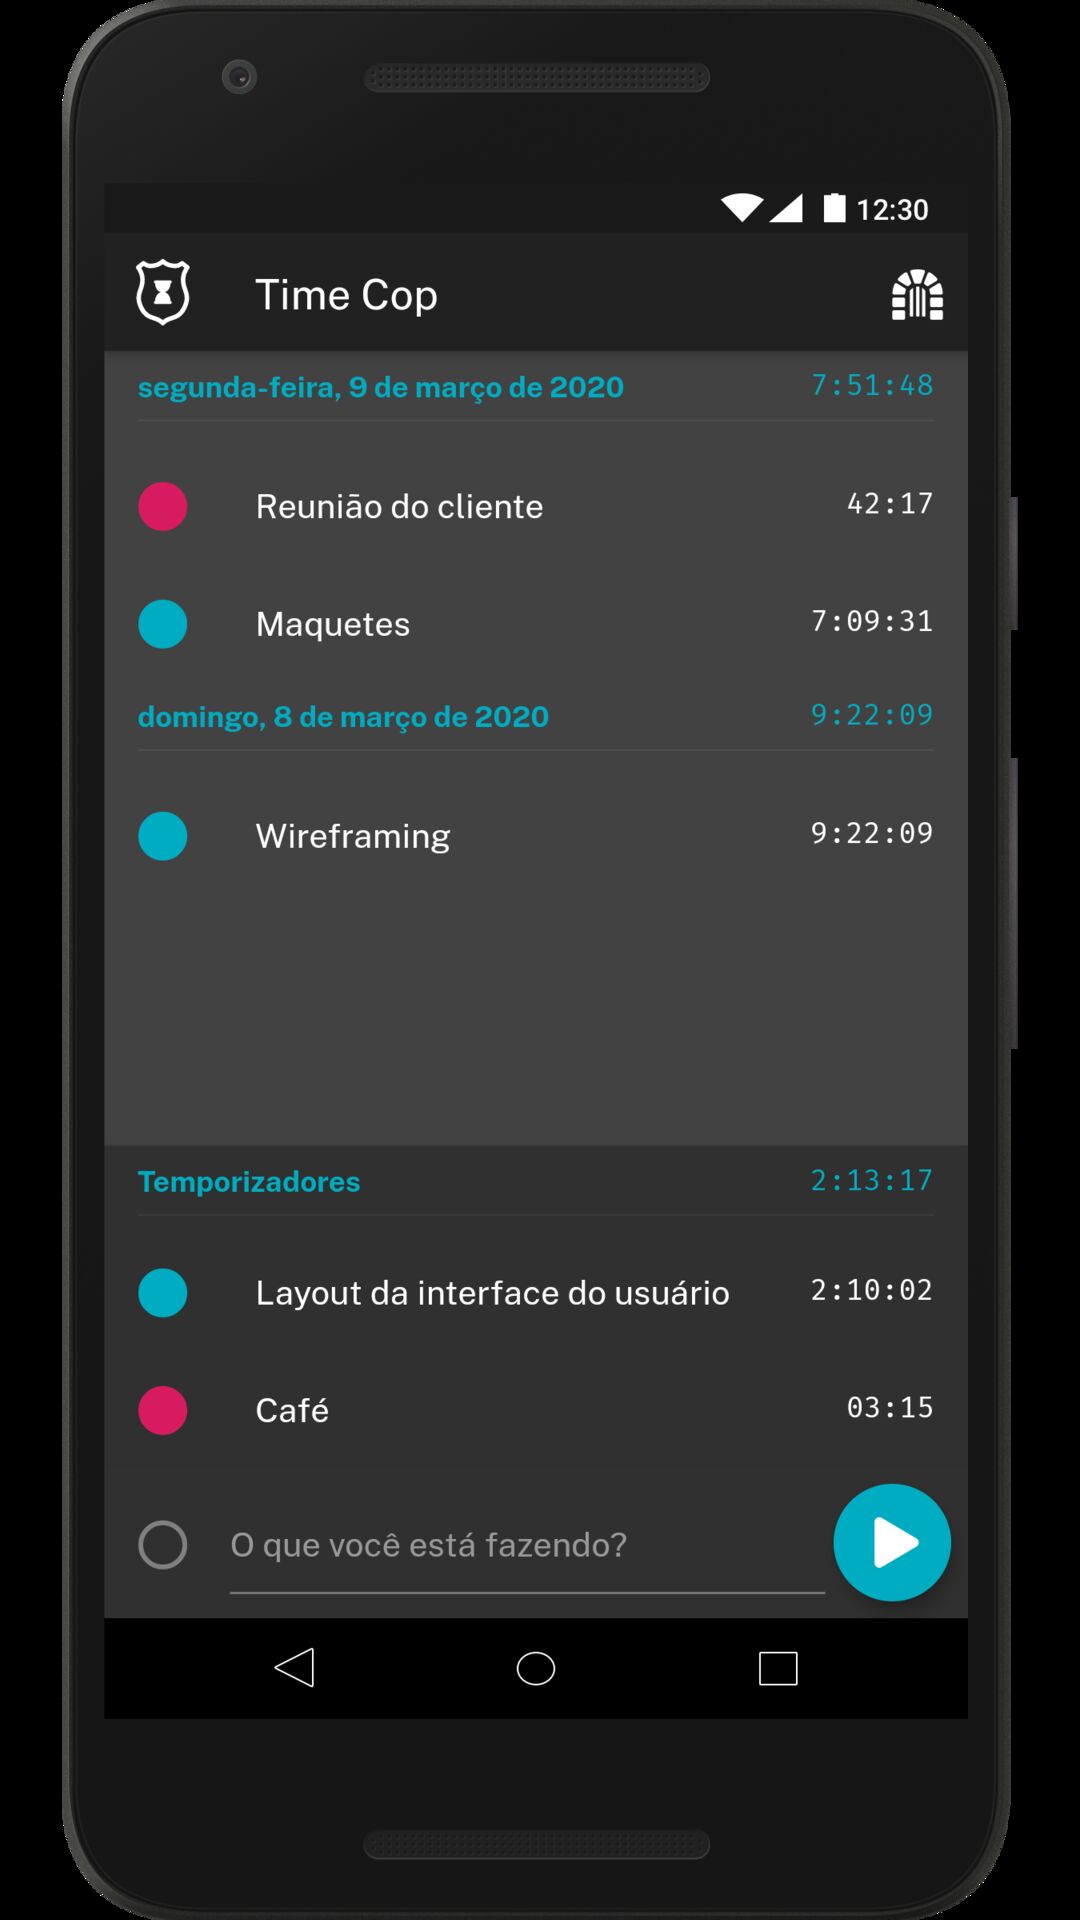 12:30
Time Cop
segunda-feira, 9 de março de 2020 7:51:48
Reunião do cliente 42:17
Maquetes 7:09:31
domingo, 8 de março de 2020 9:22:09
Wireframing 9:22:09
Temporizadores 2:13:17
Layout da interface do usuário 2:10:02
Café 03:15
O que você está fazendo?